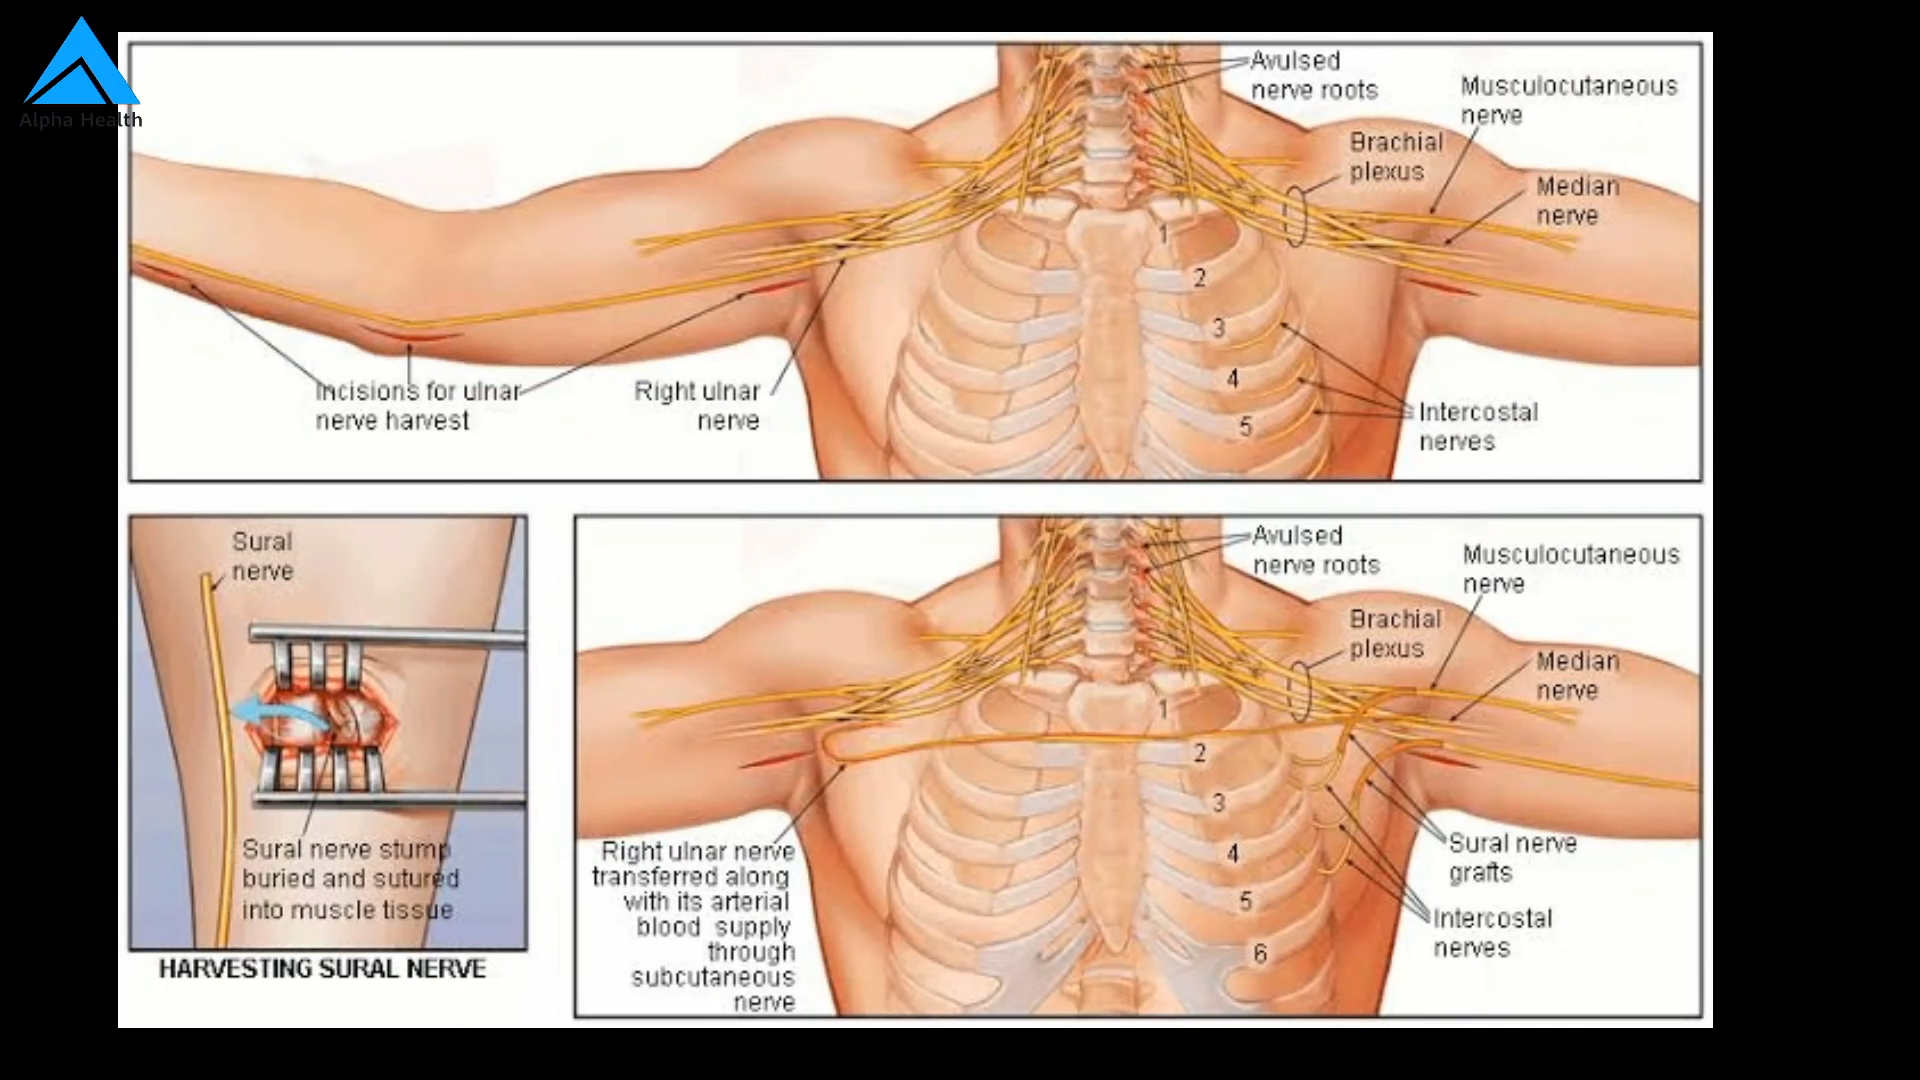 Alpha Health
Avulsed
nerve roots
Musculocutaneous
nerve
Brachial
plexus
Median
nerve
1
2
3
4
5
Incisions for ulnar
nerve harvest
Right ulnar
nerve
Intercostal
nerves
Sural
nerve
Sural nerve stump
buried and sutured
into muscle tissue
HARVESTING SURAL NERVE
Avulsed
nerve roots
Musculocutaneous
nerve
Brachial
plexus
Median
nerve
1
2
3
4
5
6
Right ulnar nerve
transferred along
with its arterial
blood supply
through
subcutaneous
nerve
Sural nerve
grafts
Intercostal
nerves